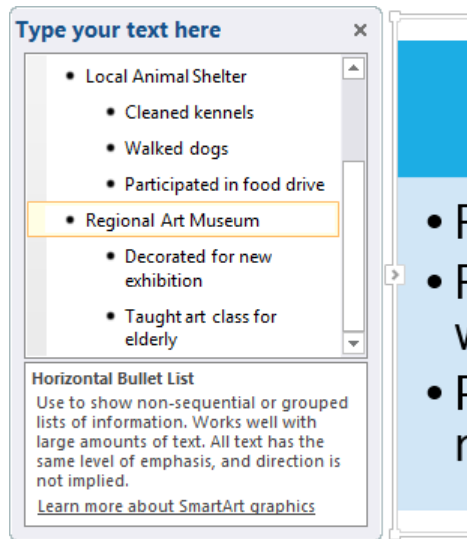 Type your text here
• Local Animal Shelter
• Cleaned kennels
• Walked dogs
• Participated in food drive
• Regional Art Museum
• Decorated for new
exhibition
• Taught art class for
elderly
Horizontal Bullet List
Use to show non-sequential or grouped
lists of information. Works well with
large amounts of text. All text has the
same level of emphasis, and direction is
not implied.
Learn more about SmartArt graphics